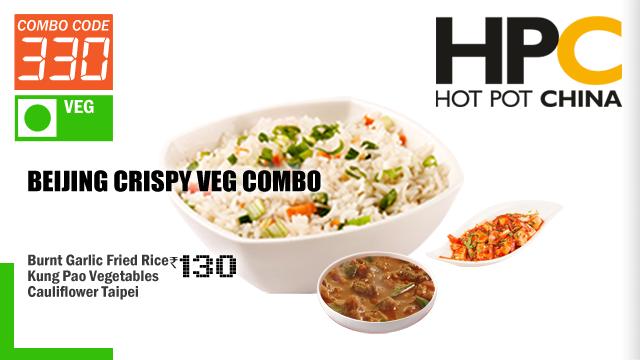 COMBO CODE
330
VEG
HPC
HOT POT CHINA
BEIJING CRISPY VEG COMBO
Burnt Garlic Fried Rice
Kung Pao Vegetables
Cauliflower Taipei
₹130